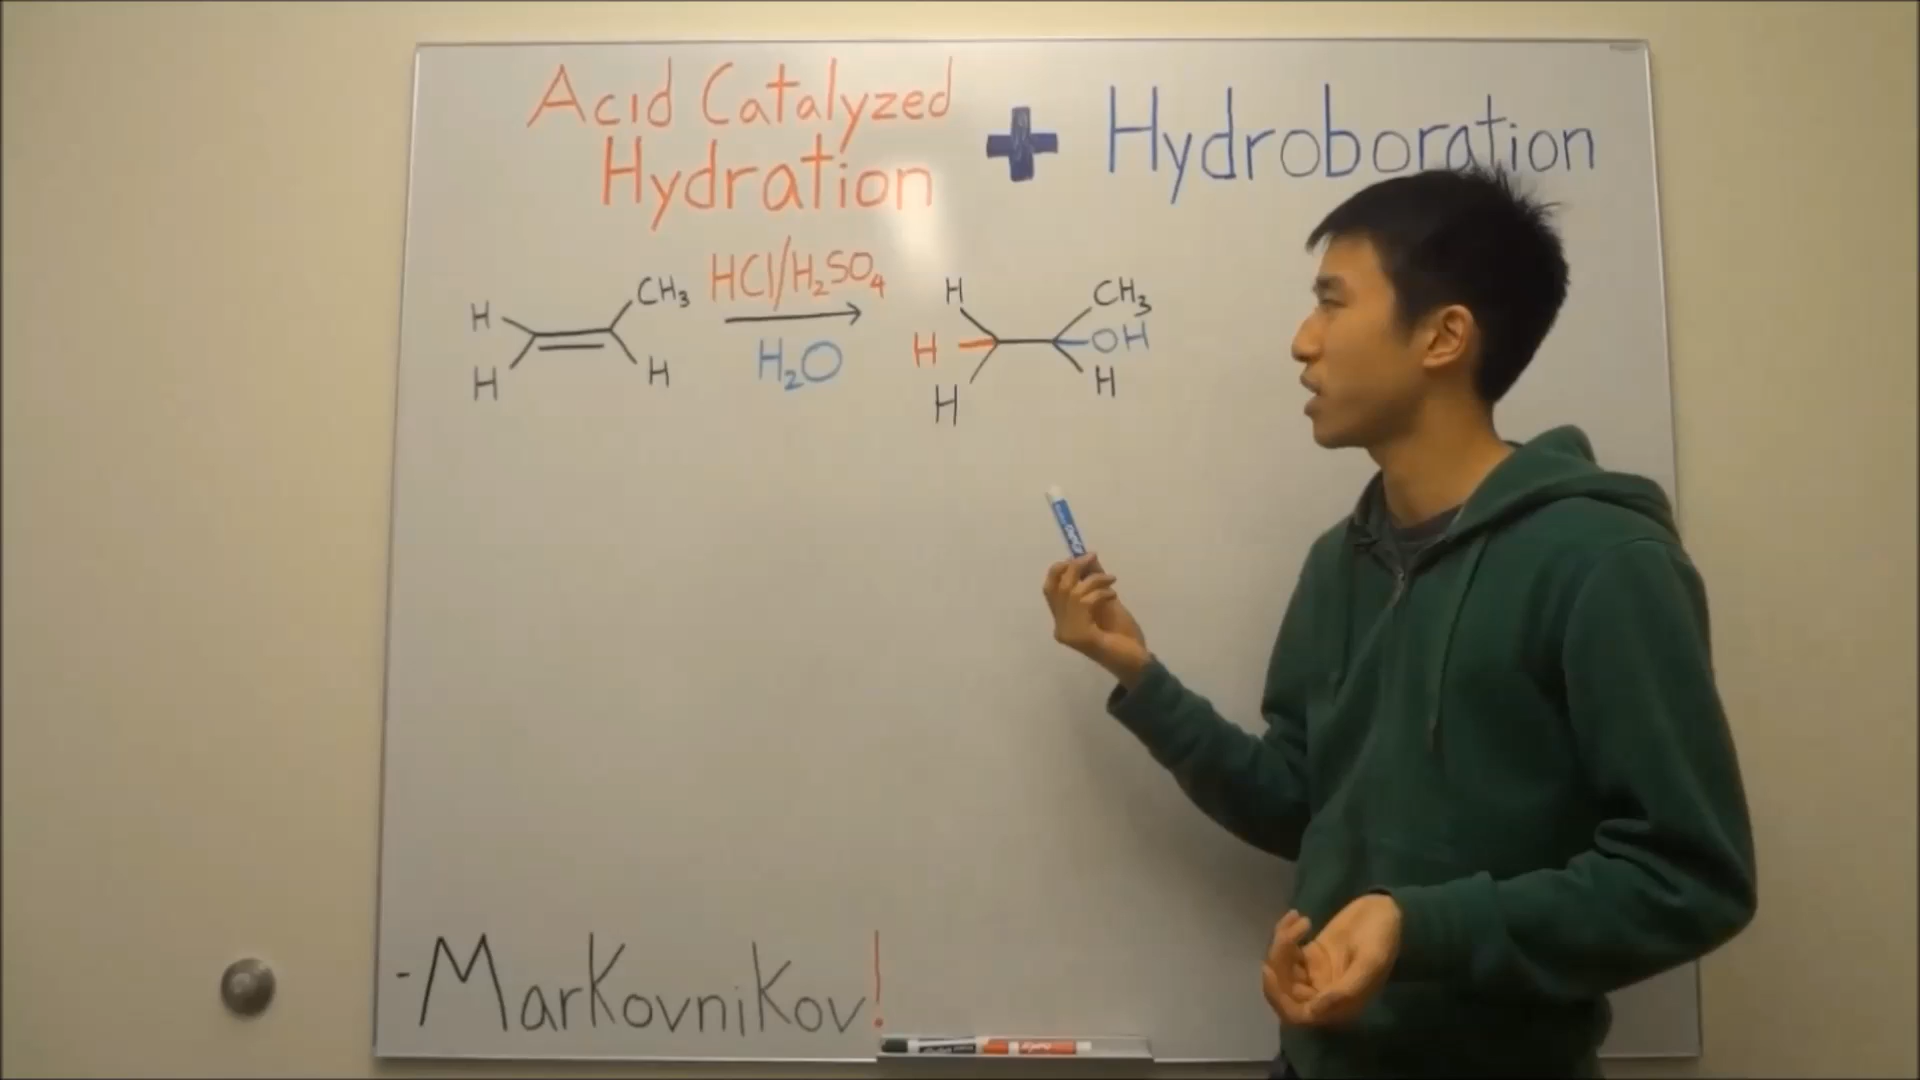 Acid Catalyzed
Hydration
+ Hydroboration
H
CH₃
H
H
HCl/H₂SO₄
H₂O
H
CH₃
H
OH
H
H
-Markovnikov!